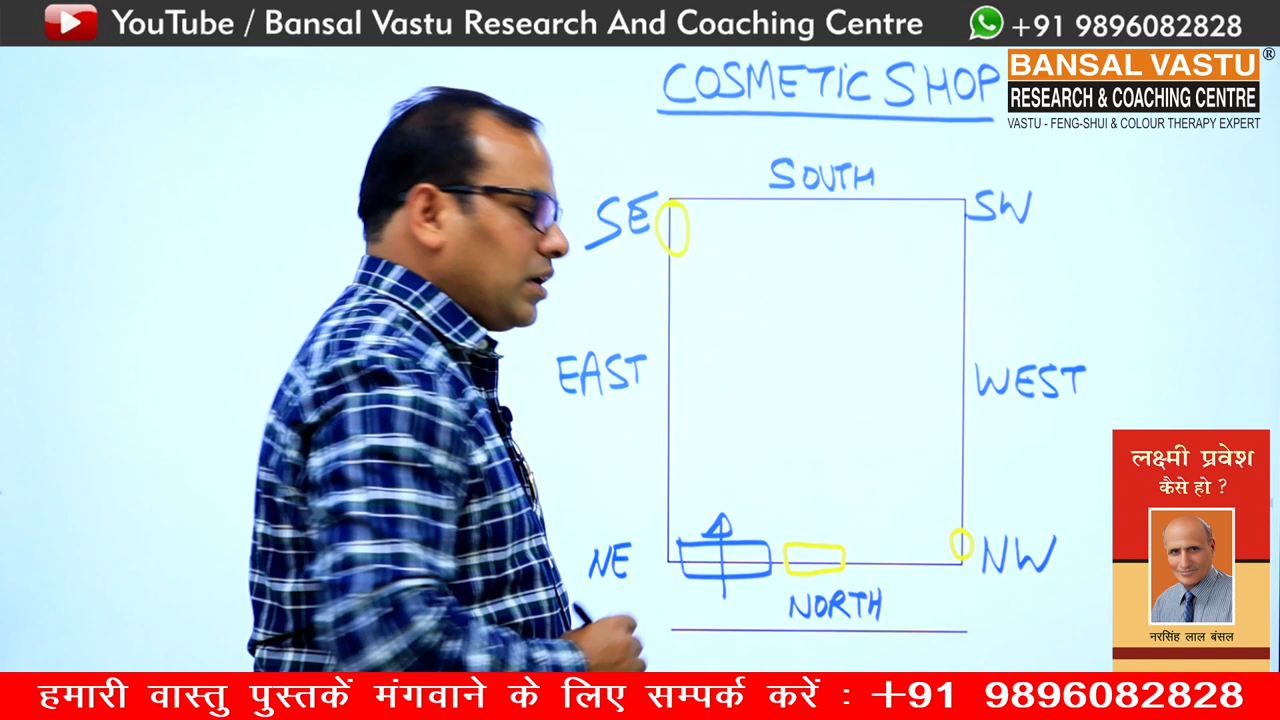 YouTube / Bansal Vastu Research And Coaching Centre
+91 9896082828
BANSAL VASTU®
RESEARCH & COACHING CENTRE
VASTU - FENG-SHUI & COLOUR THERAPY EXPERT
COSMETIC SHOP
SOUTH
SE
SW
EAST
WEST
NE
NW
NORTH
लक्ष्मी प्रवेश
कैसे हो ?
नरसिंह लाल बंसल
हमारी वास्तु पुस्तकें मंगवाने के लिए सम्पर्क करें : +91 9896082828